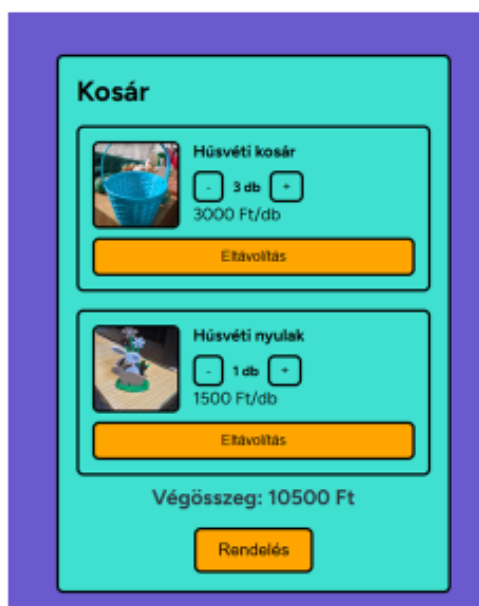 Kosár
Húsvéti kosár
- 3 db +
3000 Ft/db
Eltávolítás
Húsvéti nyulak
- 1 db +
1500 Ft/db
Eltávolítás
Végösszeg: 10500 Ft
Rendelés